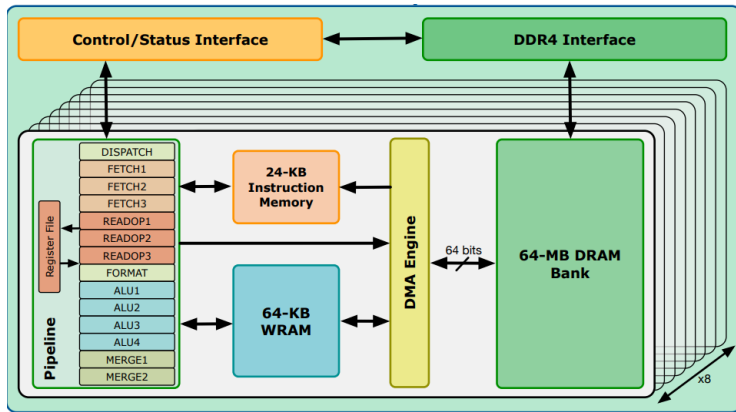 Control/Status Interface
DDR4 Interface
DISPATCH
FETCH1
FETCH2
FETCH3
READOP1
READOP2
READOP3
FORMAT
ALU1
ALU2
ALU3
ALU4
MERGE1
MERGE2
Register File
Pipeline
24-KB
Instruction
Memory
64-KB
WRAM
DMA Engine
64 bits
64-MB DRAM
Bank
x8